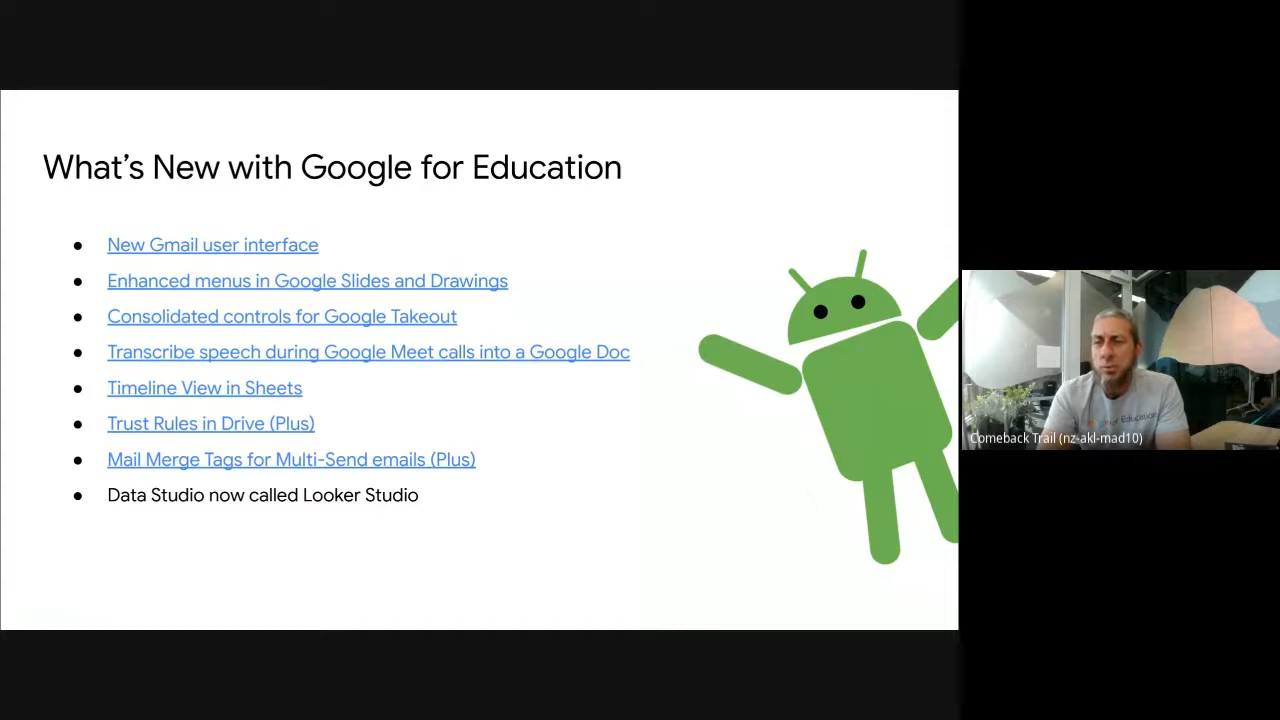 What's New with Google for Education
● New Gmail user interface
● Enhanced menus in Google Slides and Drawings
● Consolidated controls for Google Takeout
● Transcribe speech during Google Meet calls into a Google Doc
● Timeline View in Sheets
● Trust Rules in Drive (Plus)
● Mail Merge Tags for Multi-Send emails (Plus)
● Data Studio now called Looker Studio
Education
Comeback Trail (nz-akl-mad10)